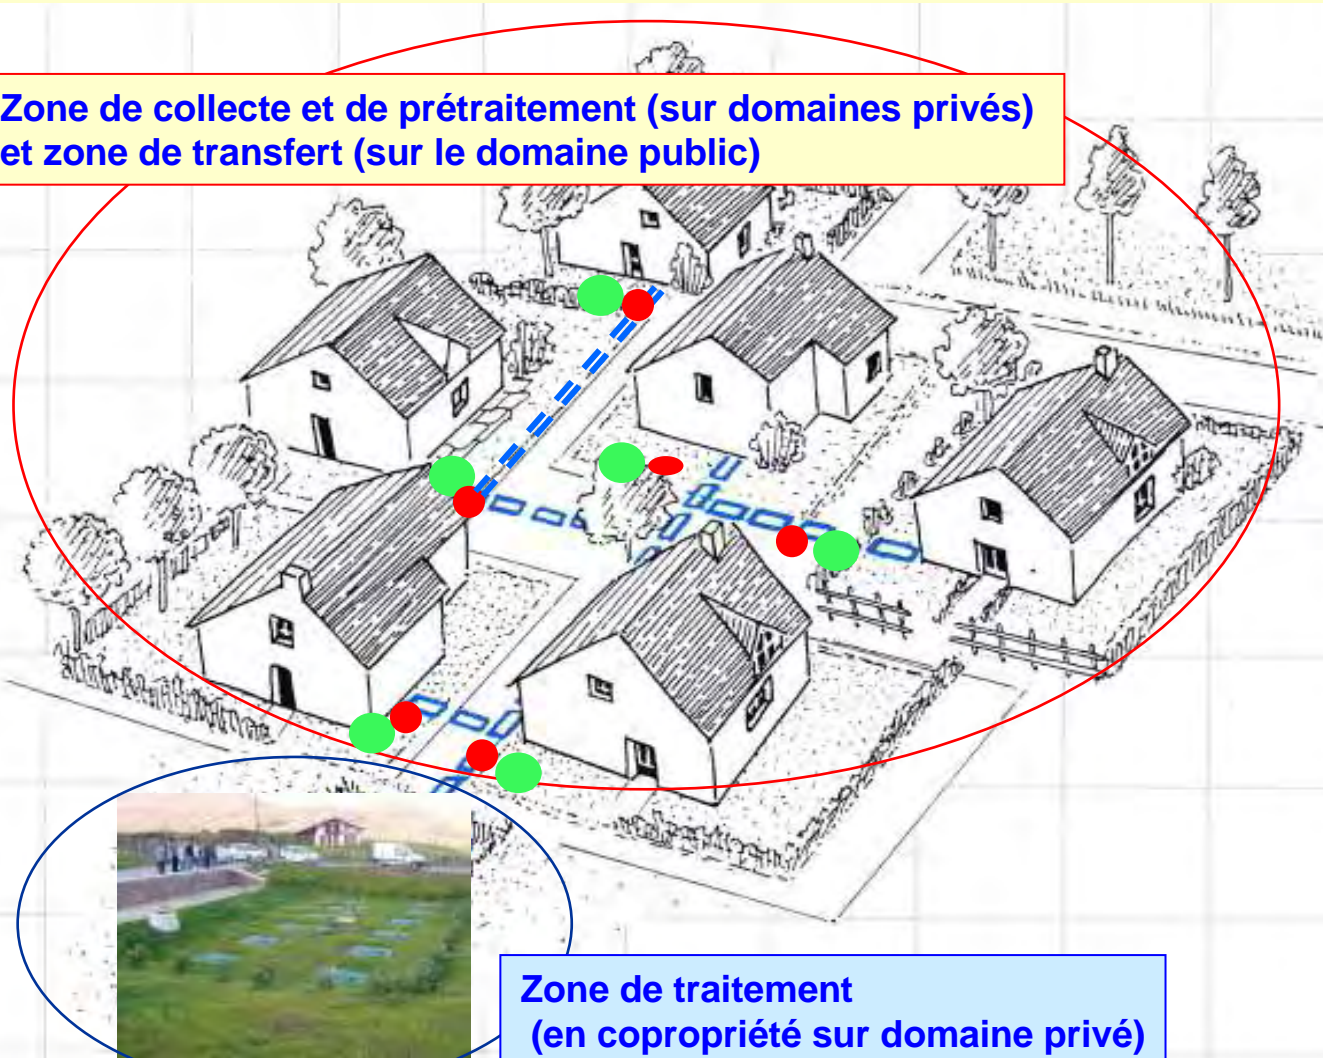 Zone de collecte et de prétraitement (sur domaines privés)
et zone de transfert (sur le domaine public)
Zone de traitement
(en copropriété sur domaine privé)